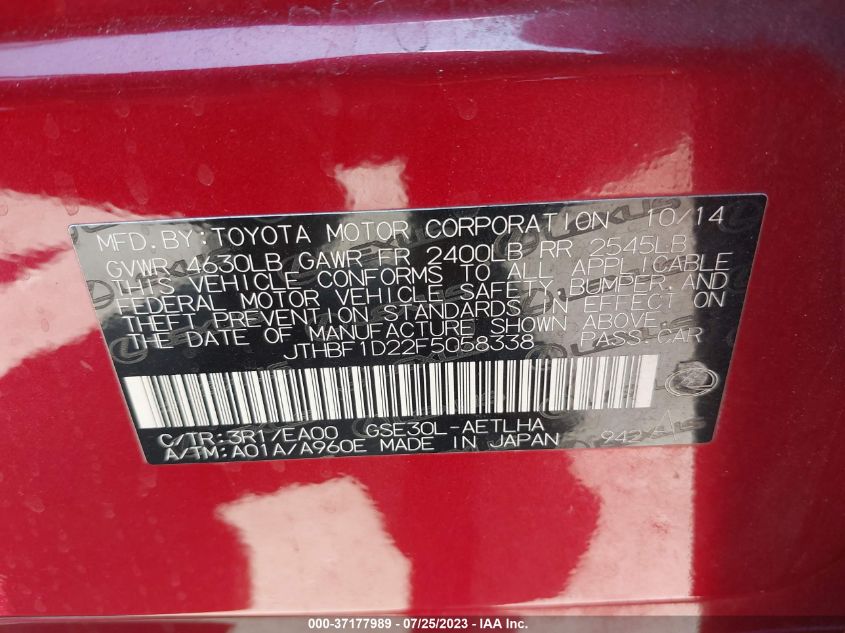 MFD. BY: TOYOTA MOTOR CORPORATION 10/14
GVWR 4630LB GAWR FR 2400LB RR 2545LB
THIS VEHICLE CONFORMS TO ALL APPLICABLE
FEDERAL MOTOR VEHICLE SAFETY, BUMPER, AND
THEFT PREVENTION STANDARDS IN EFFECT ON
THE DATE OF MANUFACTURE SHOWN ABOVE.
JTHBF1D22F5058338 PASS. CAR
C/TR: 3R1/EA00 GSE30L-AETLHA
A/TM: A01A/A960E MADE IN JAPAN
LEXUS
000-37177989 - 07/25/2023 - IAA Inc.